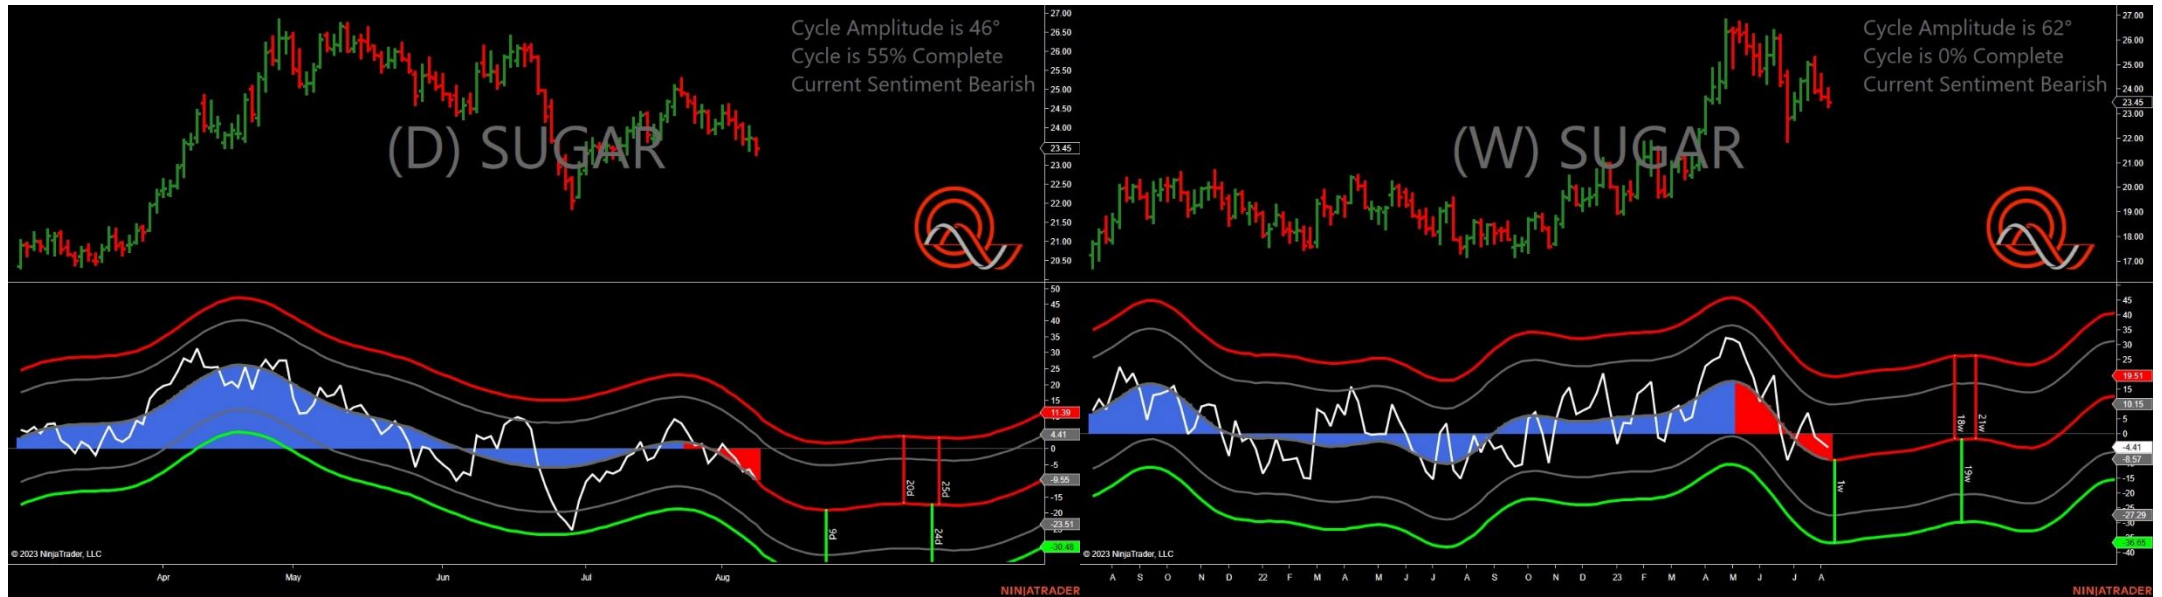 Cycle Amplitude is 46°
Cycle is 55% Complete
Current Sentiment Bearish
(D) SUGAR
27.00
26.50
26.00
25.50
25.00
24.50
24.00
23.45
23.00
22.50
22.00
21.50
21.00
20.50
50
45
40
35
30
25
20
15
11.39
4.41
0
-5
-9.55
-15
-20
-23.51
-30.48
9d
20d
24d
25d
© 2023 NinjaTrader, LLC
Apr May Jun Jul Aug
NINJATRADER
Cycle Amplitude is 62°
Cycle is 0% Complete
Current Sentiment Bearish
(W) SUGAR
27.00
26.00
25.00
24.00
23.45
23.00
22.00
21.00
20.00
19.00
18.00
17.00
45
40
35
30
25
19.51
15
10.15
5
0
-4.41
-8.57
-15
-20
-27.29
-30
-36.65
-40
1w
18w
19w
21w
© 2023 NinjaTrader, LLC
A S O N D 22 F M A M J J A S O N D 23 F M A M J J A
NINJATRADER